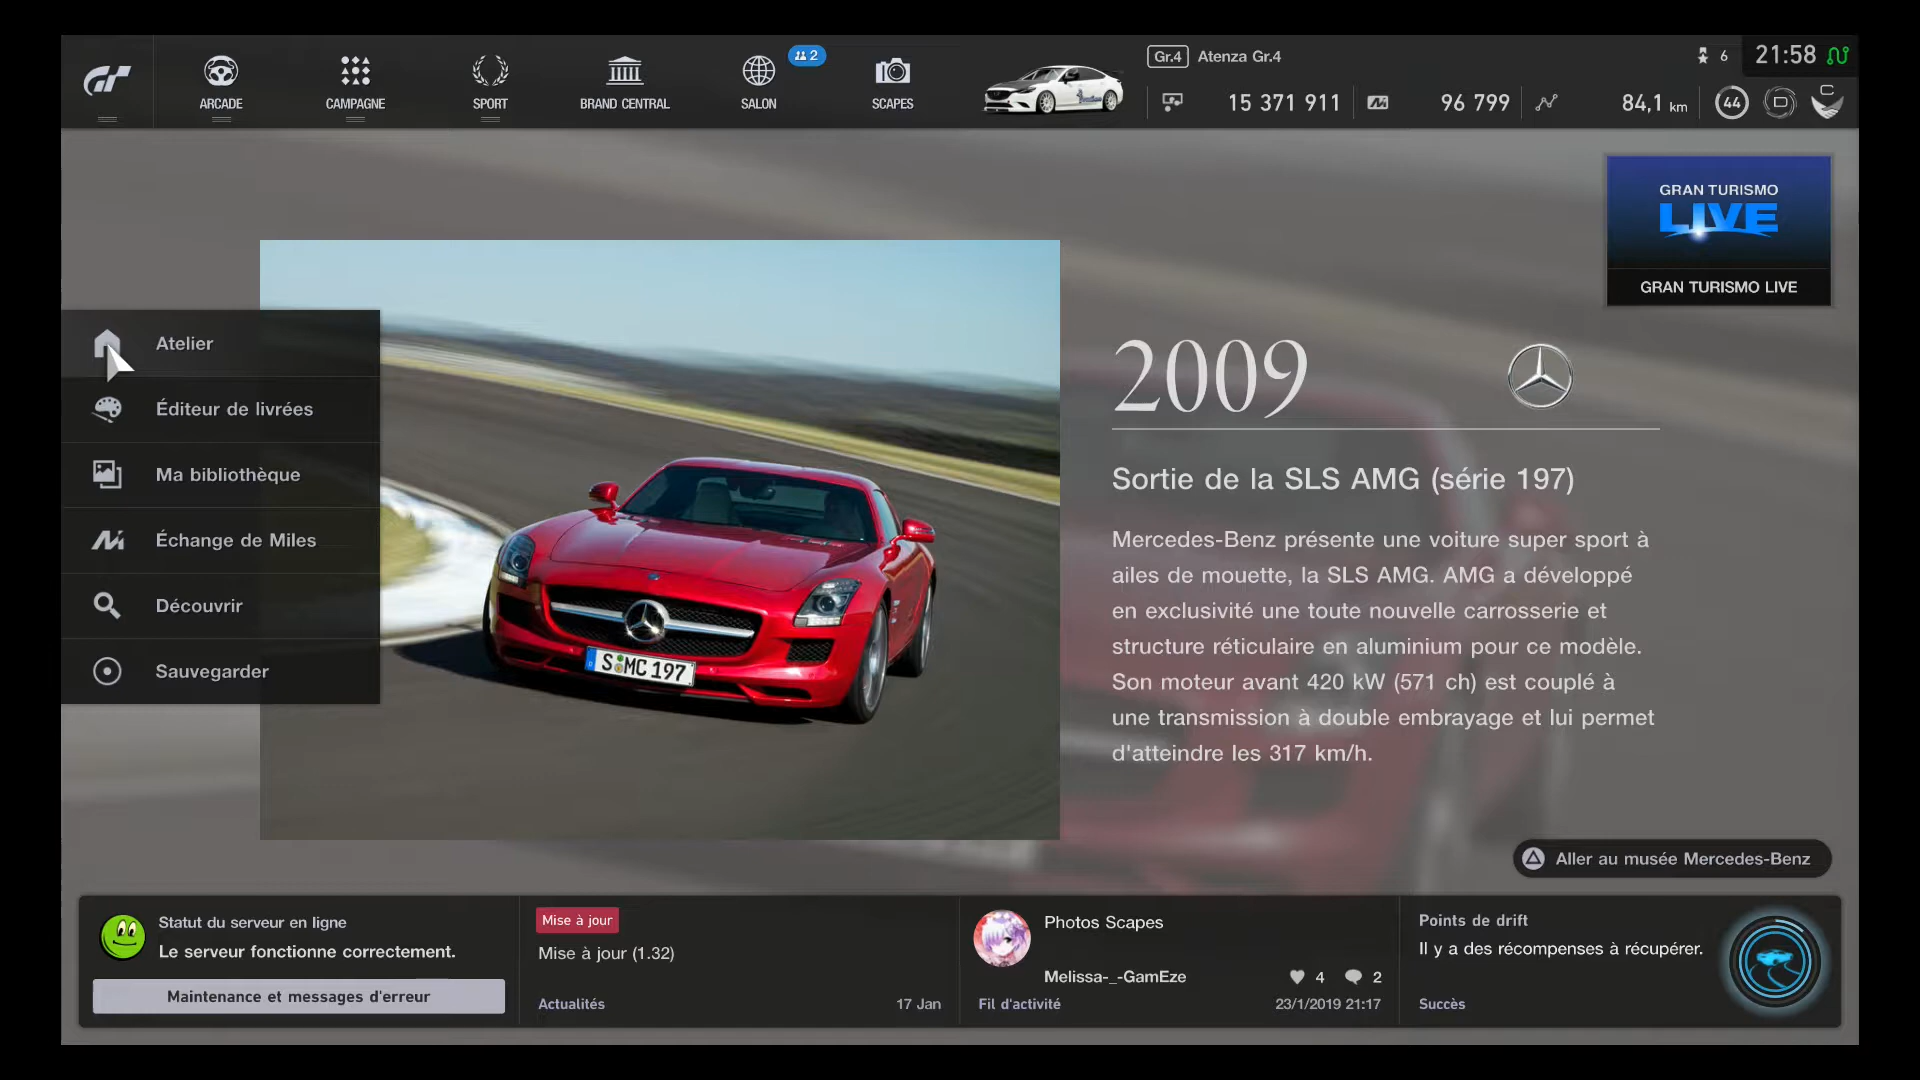 GT
ARCADE
CAMPAGNE
SPORT
BRAND CENTRAL
2
SALON
SCAPES
Gr.4 Atenza Gr.4
6
21:58
15 371 911
96 799
84,1 km
44
D
C
GRAN TURISMO
LIVE
GRAN TURISMO LIVE
Atelier
Éditeur de livrées
Ma bibliothèque
Échange de Miles
Découvrir
Sauvegarder
S MC 197
2009
Sortie de la SLS AMG (série 197)
Mercedes-Benz présente une voiture super sport à
ailes de mouette, la SLS AMG. AMG a développé
en exclusivité une toute nouvelle carrosserie et
structure réticulaire en aluminium pour ce modèle.
Son moteur avant 420 kW (571 ch) est couplé à
une transmission à double embrayage et lui permet
d'atteindre les 317 km/h.
Aller au musée Mercedes-Benz
Statut du serveur en ligne
Le serveur fonctionne correctement.
Maintenance et messages d'erreur
Mise à jour
Mise à jour (1.32)
Actualités 17 Jan
Photos Scapes
Melissa-_-GamEze 4 2
Fil d'activité 23/1/2019 21:17
Points de drift
Il y a des récompenses à récupérer.
Succès